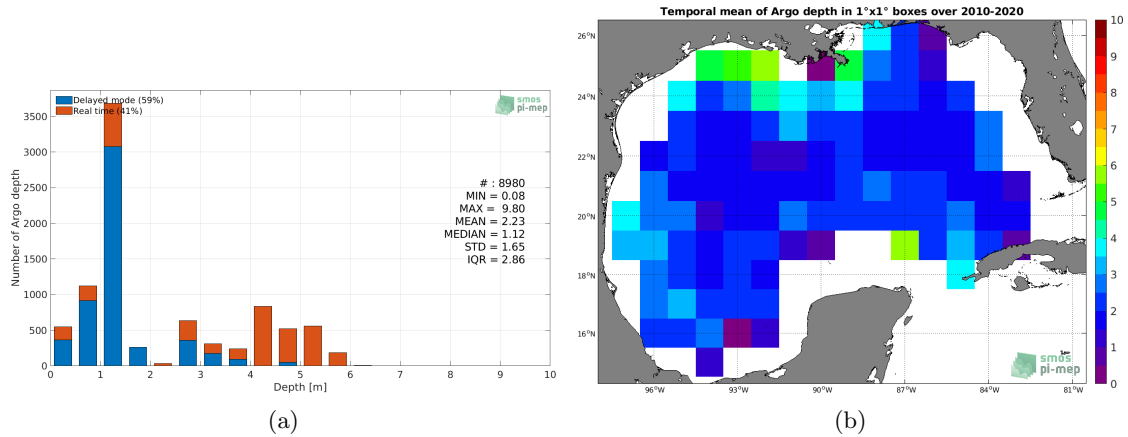 Delayed mode (59%)
Real time (41%)
smos
pi-mep
# : 8980
MIN = 0.08
MAX = 9.80
MEAN = 2.23
MEDIAN = 1.12
STD = 1.65
IQR = 2.86
Number of Argo depth
3500
3000
2500
2000
1500
1000
500
0
0 1 2 3 4 5 6 7 8 9 10
Depth [m]
(a)
Temporal mean of Argo depth in 1°x1° boxes over 2010-2020
26°N
24°N
22°N
20°N
18°N
16°N
96°W 93°W 90°W 87°W 84°W 81°W
smos
pi-mep
10
9
8
7
6
5
4
3
2
1
0
(b)